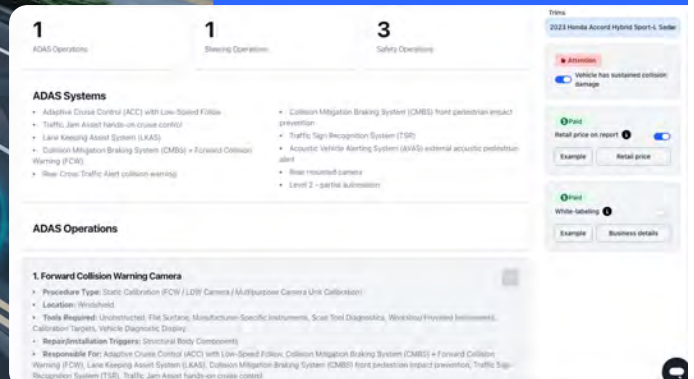 1
ADAS Operations
1
Steering Operations
3
Safety Operations
ADAS Systems
• Adaptive Cruise Control (ACC) with Low-Speed Follow
• Traffic Jam Assist hands-on cruise control
• Lane Keeping Assist System (LKAS)
• Collision Mitigation Braking System (CMBS) + Forward Collision
Warning (FCW)
• Rear Cross Traffic Alert collision warning
• Collision Mitigation Braking System (CMBS) front pedestrian impact
prevention
• Traffic Sign Recognition System (TSR)
• Acoustic Vehicle Alerting System (AVAS) external acoustic pedestrian
alert
• Rear mounted camera
• Level 2 - partial automation
ADAS Operations
1. Forward Collision Warning Camera
• Procedure Type: Static Calibration (FCW / LDW Camera / Multipurpose Camera Unit Calibration)
• Location: Windshield
• Tools Required: Unobstructed, Flat Surface, Manufacturer-Specific Instruments, Scan Tool Diagnostics, Workshop Provided Instruments,
Calibration Targets, Vehicle Diagnostic Display
• Repair/Installation Triggers: Structural Body Components
• Responsible For: Adaptive Cruise Control (ACC) with Low-Speed Follow, Collision Mitigation Braking System (CMBS) + Forward Collision
Warning (FCW), Lane Keeping Assist System (LKAS), Collision Mitigation Braking System (CMBS) front pedestrian impact prevention, Traffic Sign
Recognition System (TSR), Traffic Jam Assist hands-on cruise control
Trims
2023 Honda Accord Hybrid Sport-L Sedan
Attention
Vehicle has sustained collision
damage
Paid
Retail price on report
Example
Retail price
Paid
White-labeling
Example
Business details